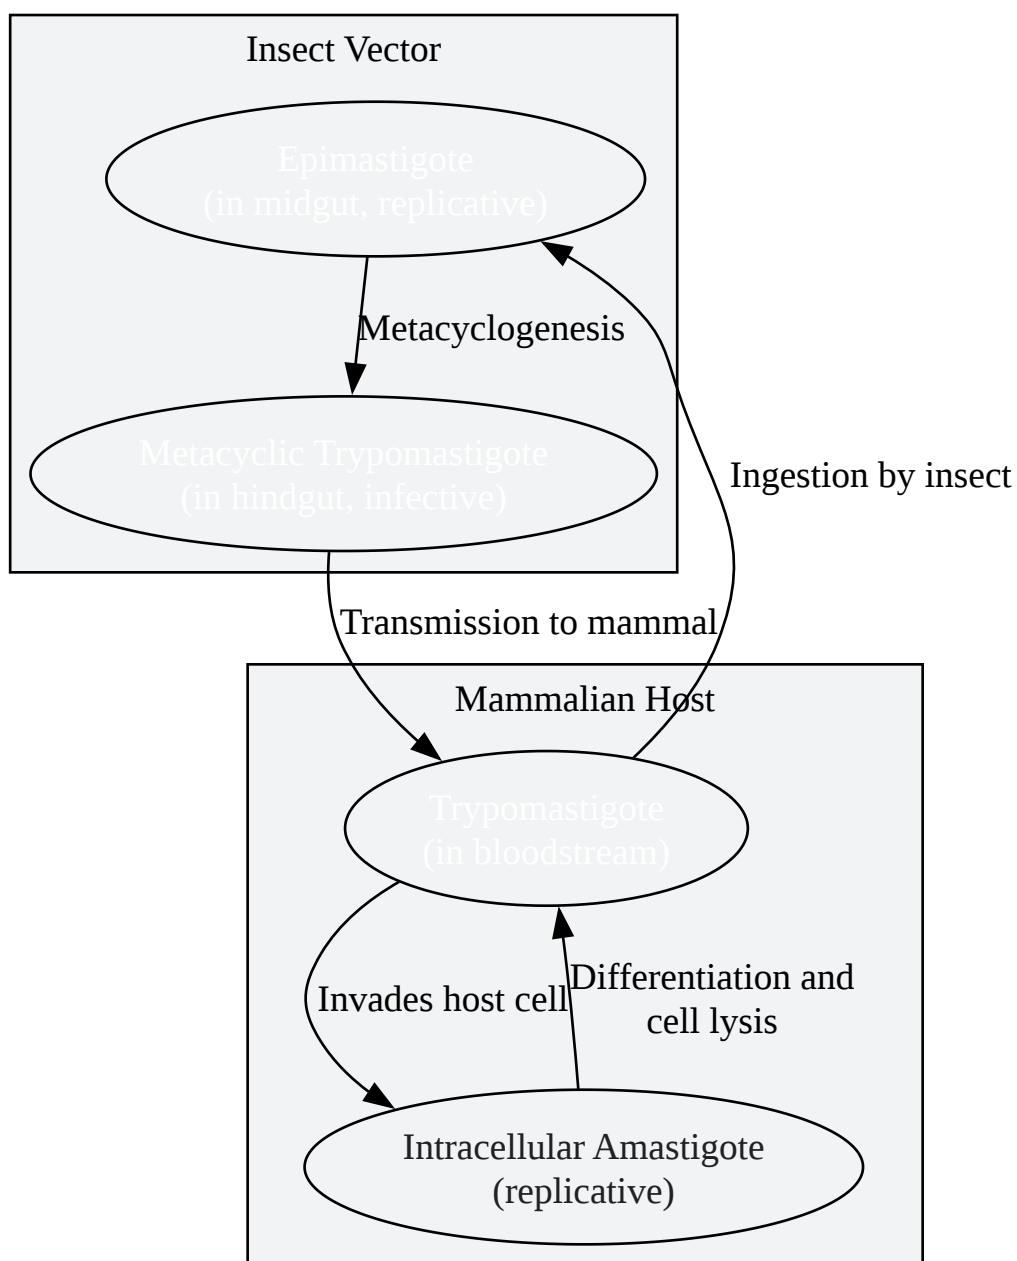 Insect Vector
Epimastigote
(in midgut, replicative)
Metacyclogenesis
Metacyclic Trypomastigote
(in hindgut, infective)
Ingestion by insect
Transmission to mammal
Mammalian Host
Trypomastigote
(in bloodstream)
Invades host cell
Differentiation and
cell lysis
Intracellular Amastigote
(replicative)